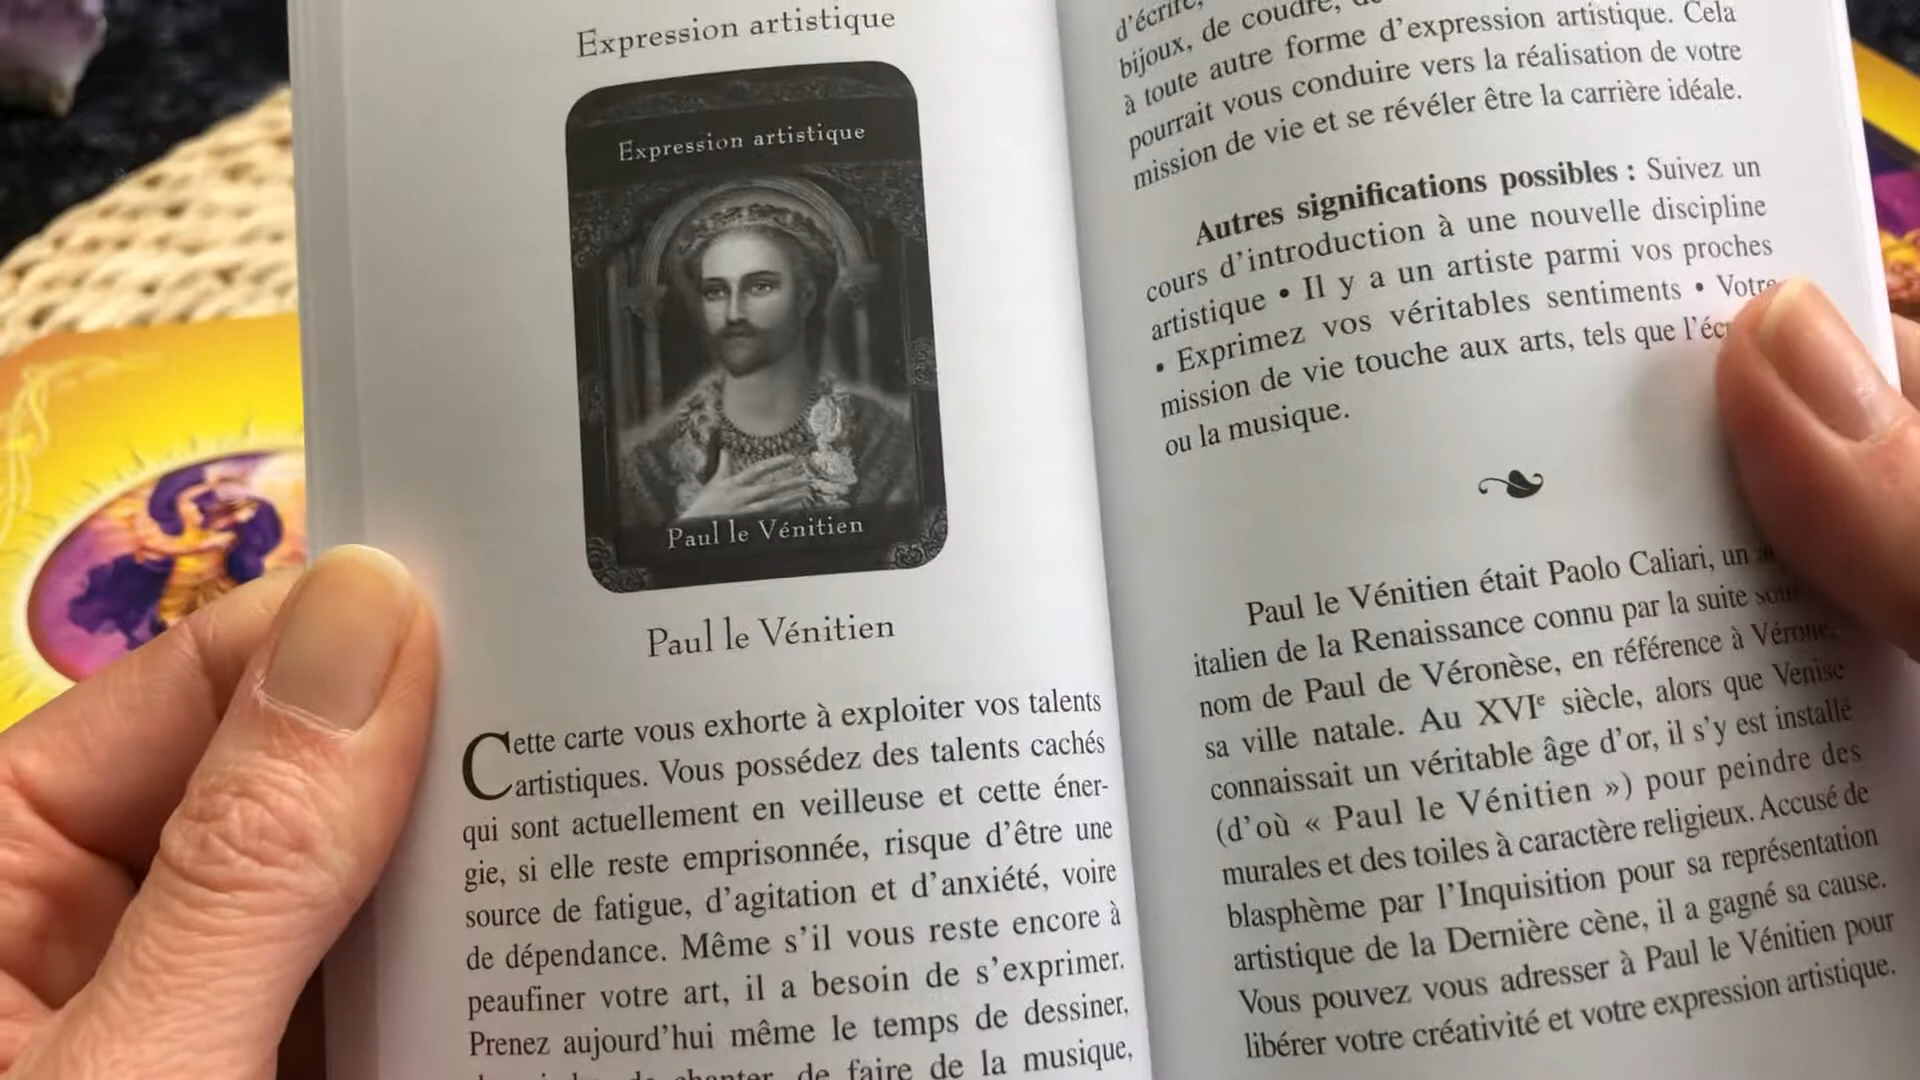 Expression artistique
Expression artistique
Paul le Vénitien
Paul le Vénitien
Cette carte vous exhorte à exploiter vos talents
artistiques. Vous possédez des talents cachés
qui sont actuellement en veilleuse et cette éner-
gie, si elle reste emprisonnée, risque d'être une
source de fatigue, d'agitation et d'anxiété, voire
de dépendance. Même s'il vous reste encore à
peaufiner votre art, il a besoin de s'exprimer.
Prenez aujourd'hui même le temps de dessiner,
chanter, de faire de la musique,
d'écrire,
bijoux, de coudre,
à toute autre forme d'expression artistique. Cela
pourrait vous conduire vers la réalisation de votre
mission de vie et se révéler être la carrière idéale.
Autres significations possibles : Suivez un
cours d'introduction à une nouvelle discipline
artistique • Il y a un artiste parmi vos proches
• Exprimez vos véritables sentiments • Votre
mission de vie touche aux arts, tels que
ou la musique.
Paul le Vénitien était Paolo Caliari, un
italien de la Renaissance connu par la suite
nom de Paul de Véronèse, en référence à Vérone,
sa ville natale. Au XVIe siècle, alors que Venise
connaissait un véritable âge d'or, il s'y est installé
(d'où « Paul le Vénitien ») pour peindre des
murales et des toiles à caractère religieux. Accusé de
blasphème par l'Inquisition pour sa représentation
artistique de la Dernière cène, il a gagné sa cause.
Vous pouvez vous adresser à Paul le Vénitien pour
libérer votre créativité et votre expression artistique.